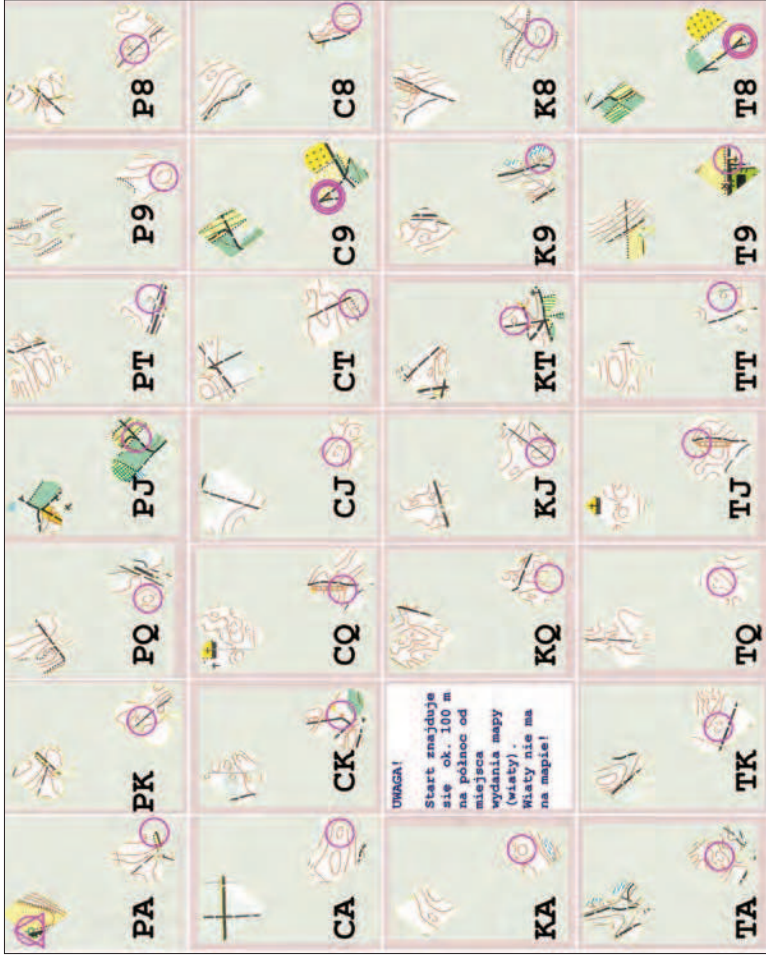 TA
KA
CA
PA
TK
UWAGA!
Start znajduje
się ok. 100 m
na północ od
miejsca
wydania mapy
(wiaty).
Wiaty nie ma
na mapie!
CK
PK
TQ
KQ
CQ
PQ
TJ
KJ
CJ
PJ
TT
KT
CT
PT
T9
K9
C9
P9
T8
K8
C8
P8